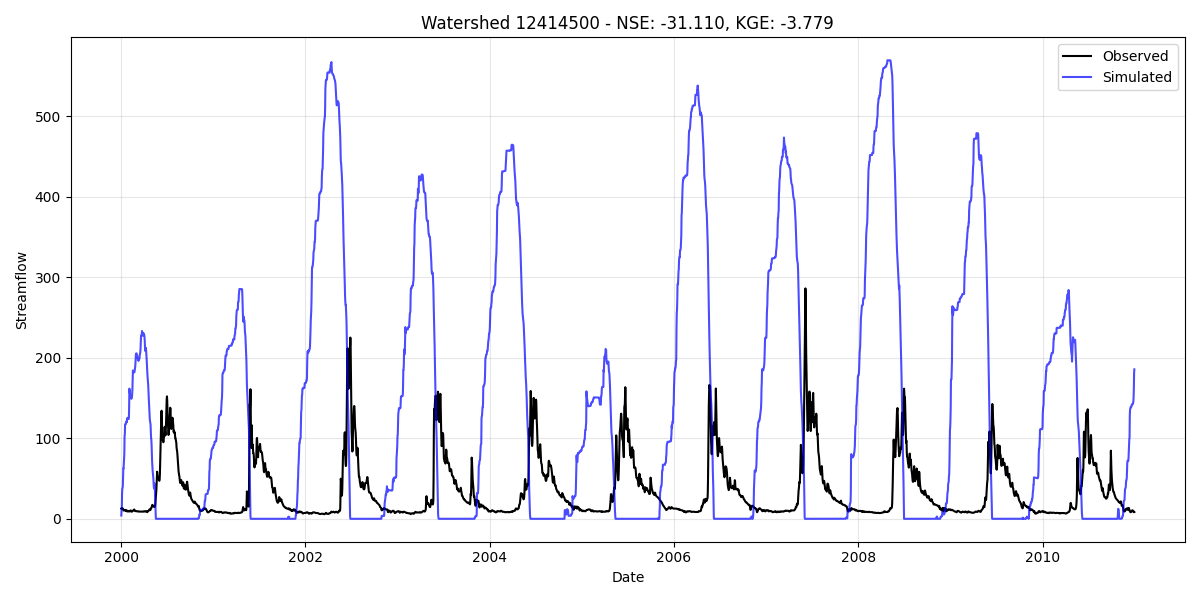 Watershed 12414500 - NSE: -31.110, KGE: -3.779
Observed
Simulated
Streamflow
500
400
300
200
100
0
2000 2002 2004 2006 2008 2010
Date